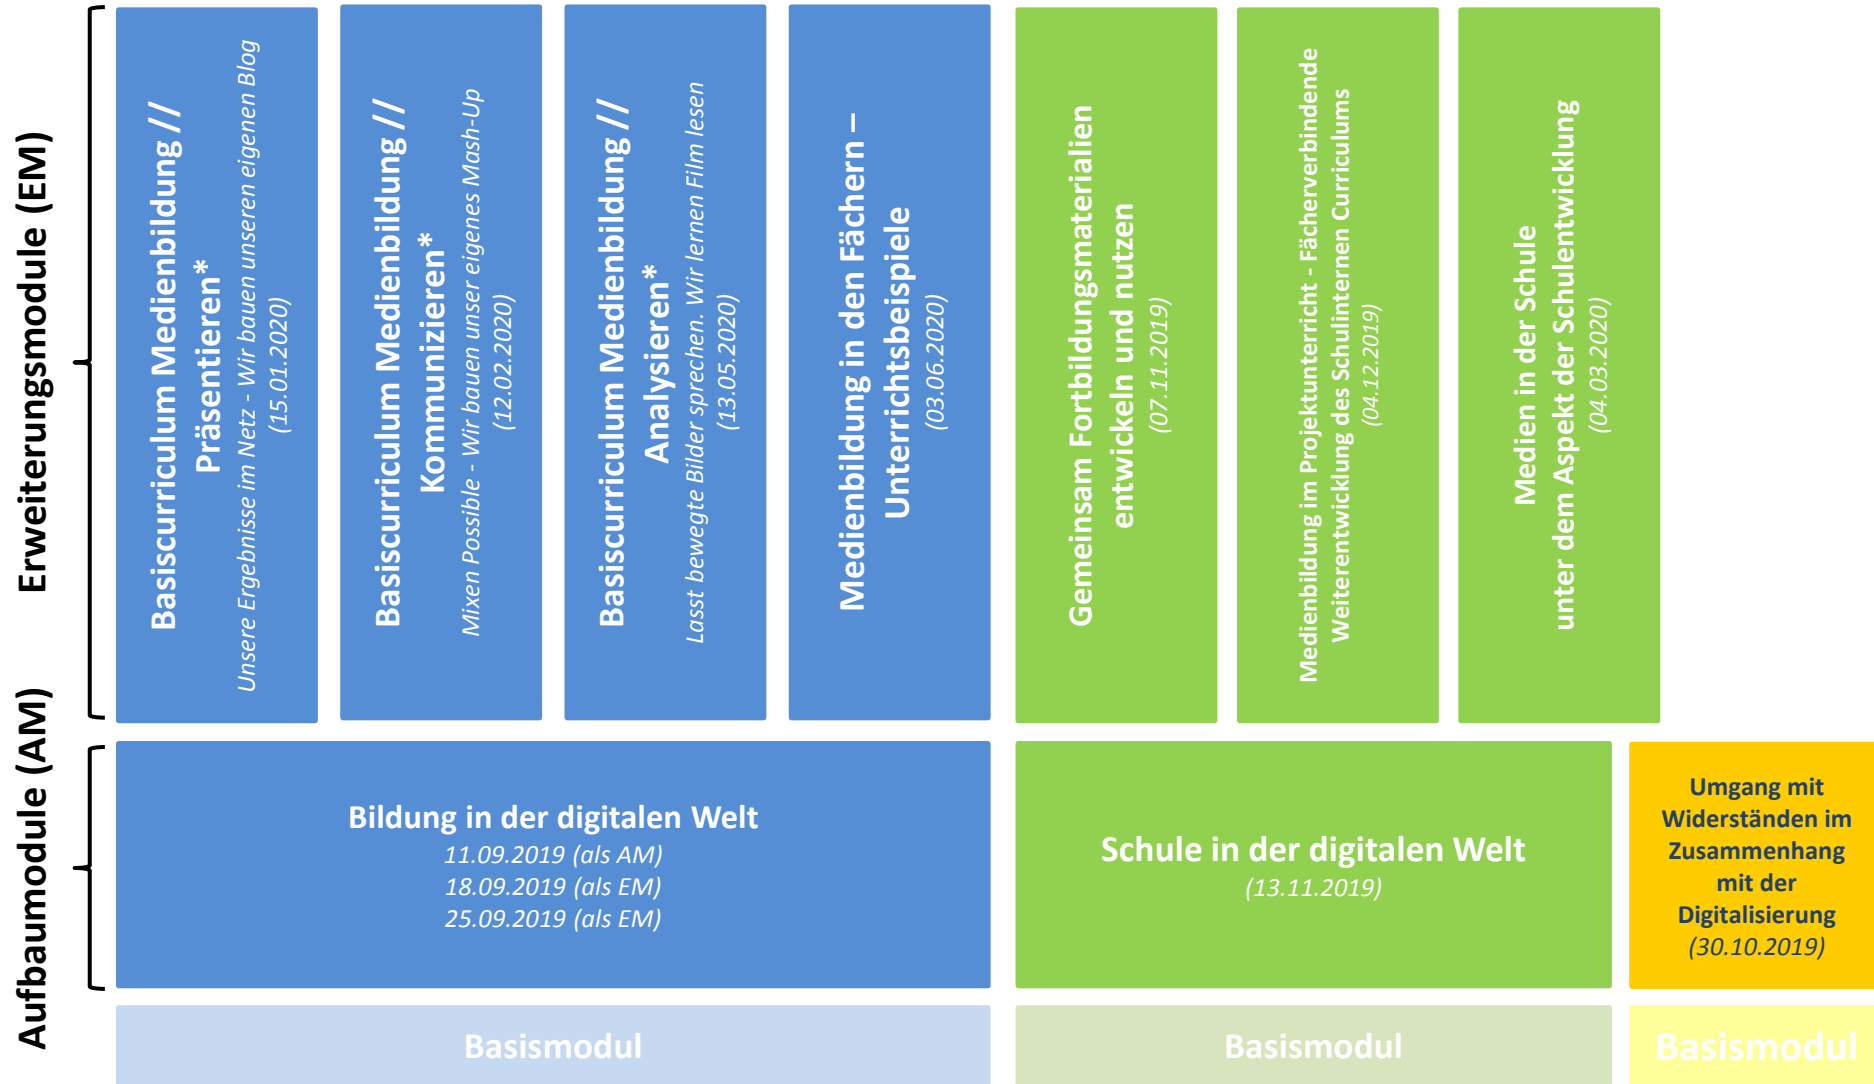 Erweiterungsmodule (EM)
Basiscurriculum Medienbildung //
Präsentieren*
Unsere Ergebnisse im Netz - Wir bauen unseren eigenen Blog
(15.01.2020)
Basiscurriculum Medienbildung //
Kommunizieren*
Mixen Possible - Wir bauen unser eigenes Mash-Up
(12.02.2020)
Basiscurriculum Medienbildung //
Analysieren*
Lasst bewegte Bilder sprechen. Wir lernen Film lesen
(13.05.2020)
Medienbildung in den Fächern –
Unterrichtsbeispiele
(03.06.2020)
Gemeinsam Fortbildungsmaterialien
entwickeln und nutzen
(07.11.2019)
Medienbildung im Projektunterricht - Fächerverbindende
Weiterentwicklung des Schulinternen Curriculums
(04.12.2019)
Medien in der Schule
unter dem Aspekt der Schulentwicklung
(04.03.2020)
Aufbaumodule (AM)
Bildung in der digitalen Welt
11.09.2019 (als AM)
18.09.2019 (als EM)
25.09.2019 (als EM)
Schule in der digitalen Welt
(13.11.2019)
Umgang mit
Widerständen im
Zusammenhang
mit der
Digitalisierung
(30.10.2019)
Basismodul
Basismodul
Basismodul